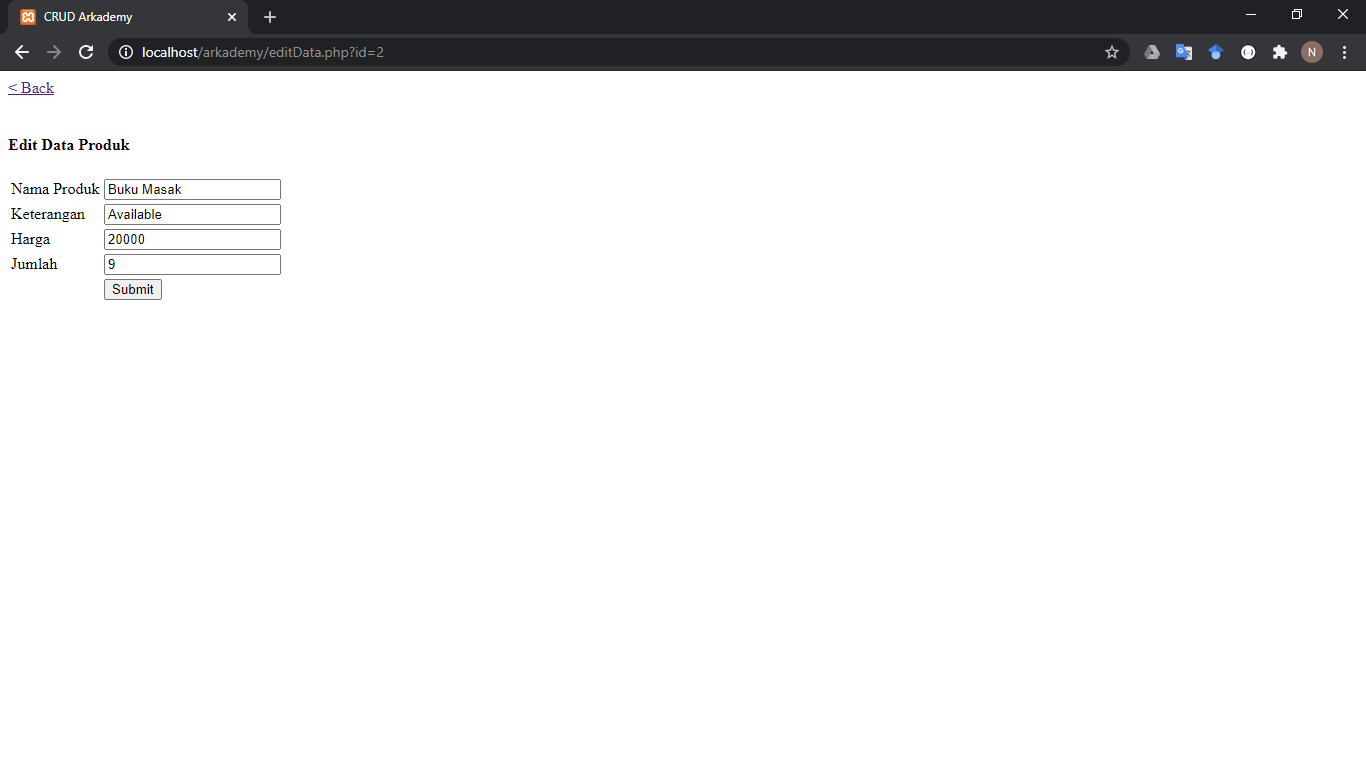 CRUD Arkademy
localhost/arkademy/editData.php?id=2
N
< Back
Edit Data Produk
Nama Produk Buku Masak
Keterangan Available
Harga 20000
Jumlah 9
Submit